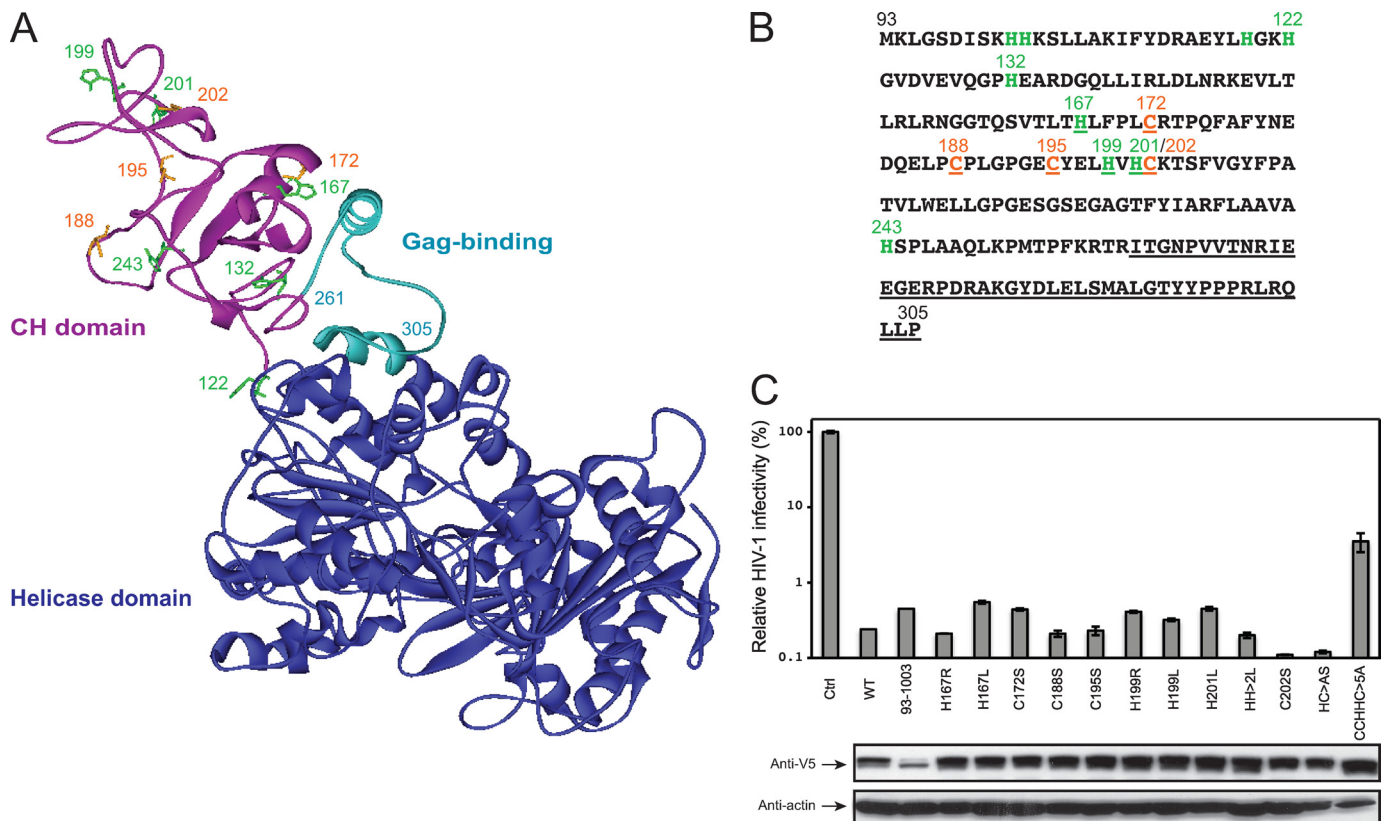 A
199
201
202
195
172
167
188
243
132
Gag-binding
261
CH domain
305
122
Helicase domain
B
93 122
MKLGSDISKHHKSLLAKIFYDRAEYLHGKH
132
GVDVEVQGPHEARDGQLLIRLDLNRKEVLT
167 172
LRLRNGGTQSVTLTHLFPLCRTPQFAFYNE
188 195 199 201/202
DQELPCPLGPGECYELHVHCKTSFVGYFPA
TVLWELLGPGESGSEGAGTFYIARFLAAVA
243
HSPLAAQLKPMTPFKRTRITGNPVVTNRIE
EGERPDRAKGYDLELSMALGTYYPPPRLRQ
305
LLP
C
Relative HIV-1 infectivity (%)
100
10
1
0.1
Ctrl
WT
93-1003
H167R
H167L
C172S
C188S
C195S
H199R
H199L
H201L
HH>2L
C202S
HC>AS
CCHHC>5A
Anti-V5
Anti-actin